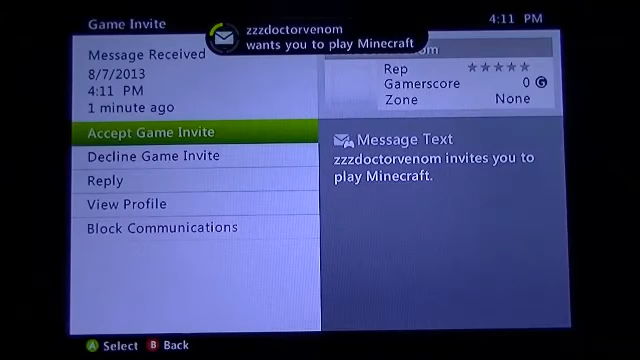 Game Invite
4:11 PM
zzzdoctorvenom
wants you to play Minecraft
Message Received
8/7/2013
4:11 PM
1 minute ago
Accept Game Invite
Decline Game Invite
Reply
View Profile
Block Communications
Rep
Gamerscore 0 G
Zone None
Message Text
zzzdoctorvenom invites you to
play Minecraft.
A Select B Back